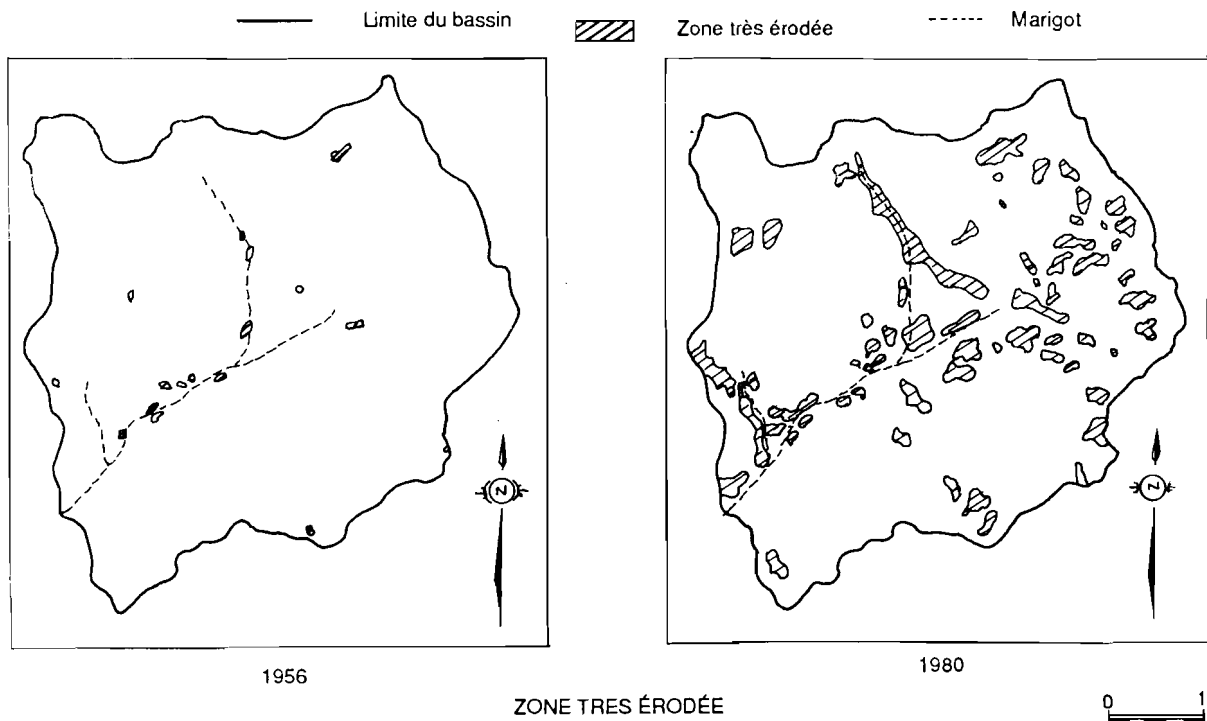 Limite du bassin
Zone très érodée
Marigot
N
N
1956
1980
ZONE TRES ÉRODÉE
0 1